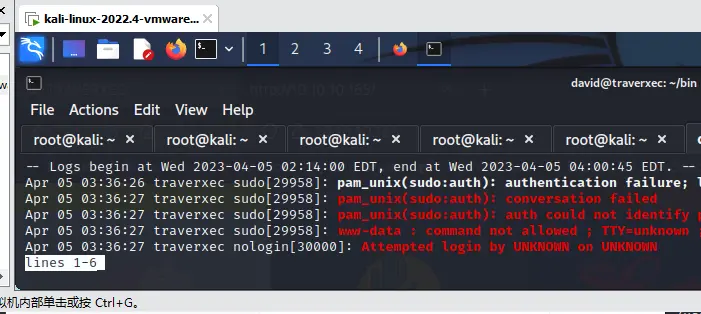 kali-linux-2022.4-vmware...
1 2 3 4
david@traverxec: ~/bin
File Actions Edit View Help
root@kali: ~ root@kali: ~ root@kali: ~ root@kali: ~ root@kali: ~
-- Logs begin at Wed 2023-04-05 02:14:00 EDT, end at Wed 2023-04-05 04:00:45 EDT. --
Apr 05 03:36:26 traverxec sudo[29958]: pam_unix(sudo:auth): authentication failure; l
Apr 05 03:36:27 traverxec sudo[29958]: pam_unix(sudo:auth): conversation failed
Apr 05 03:36:27 traverxec sudo[29958]: pam_unix(sudo:auth): auth could not identify p
Apr 05 03:36:27 traverxec sudo[29958]: www-data : command not allowed ; TTY=unknown ;
Apr 05 03:36:27 traverxec nologin[30000]: Attempted login by UNKNOWN on UNKNOWN
lines 1-6
拟机内部单击或按 Ctrl+G。